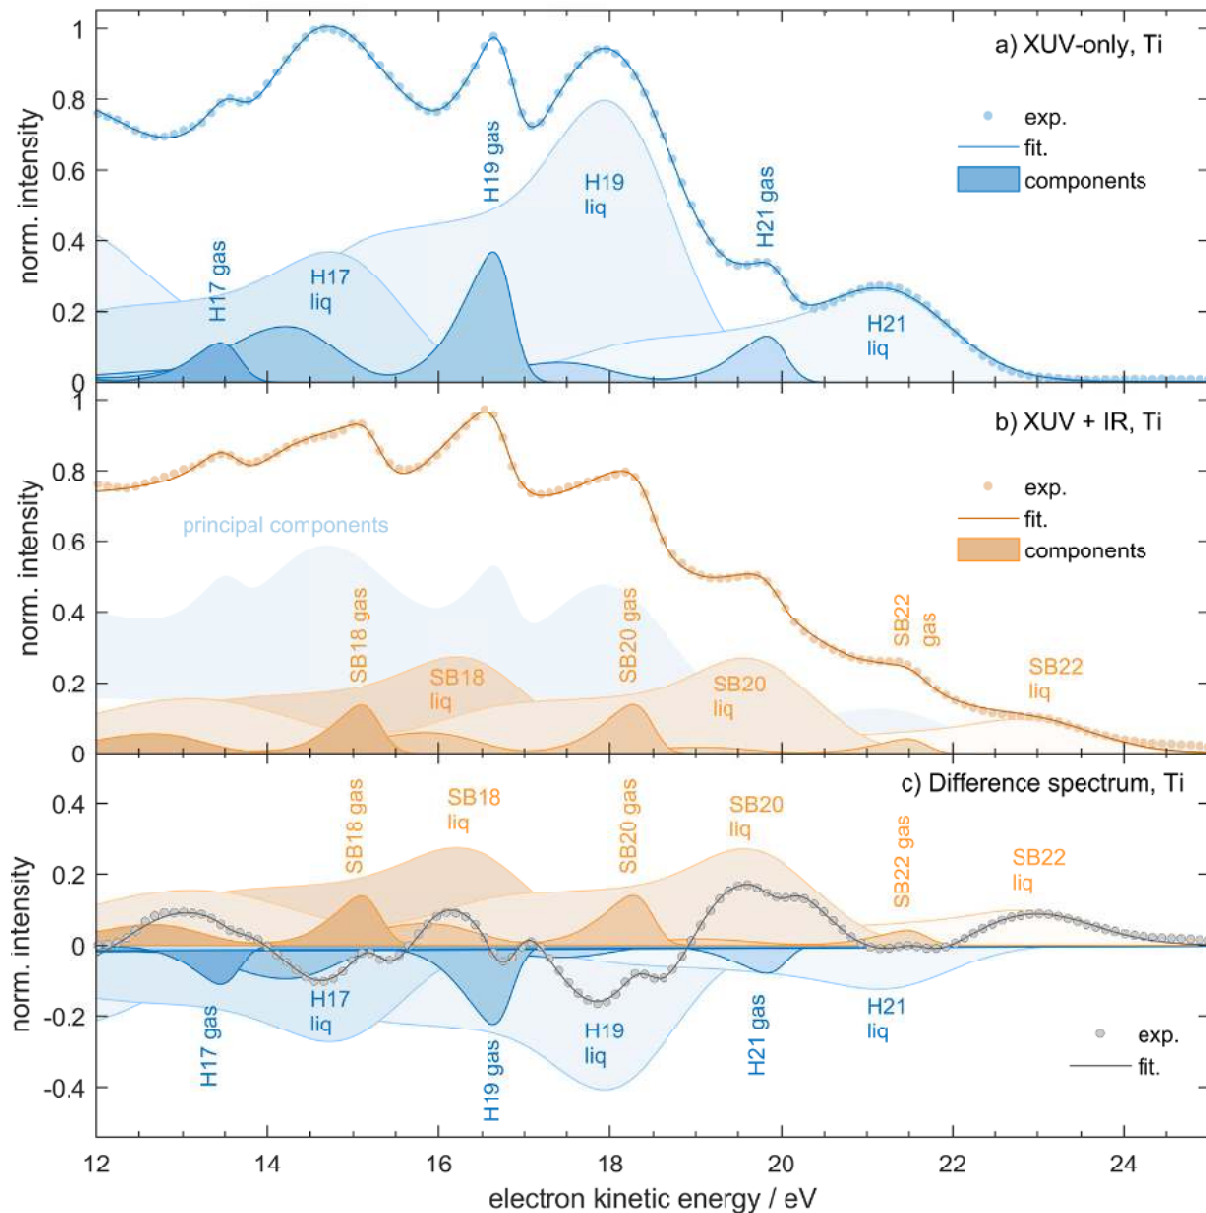 a) XUV-only, Ti
exp.
fit.
components
norm. intensity
1
0.8
0.6
0.4
0.2
0
H17 gas
H17
liq
H19 gas
H19
liq
H21 gas
H21
liq
b) XUV + IR, Ti
exp.
fit.
components
principal components
norm. intensity
1
0.8
0.6
0.4
0.2
0
SB18 gas
SB18
liq
SB20 gas
SB20
liq
SB22
gas
SB22
liq
c) Difference spectrum, Ti
norm. intensity
0.4
0.2
0
-0.2
-0.4
SB18 gas
SB18
liq
SB20 gas
SB20
liq
SB22 gas
SB22
liq
H17 gas
H17
liq
H19 gas
H19
liq
H21 gas
H21
liq
exp.
fit.
12
14
16
18
20
22
24
electron kinetic energy / eV